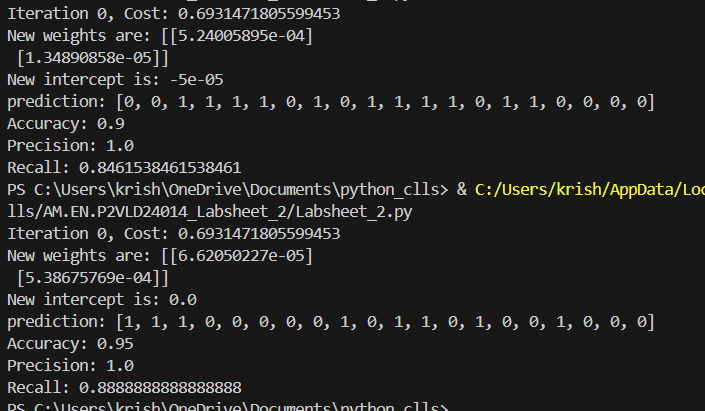 Iteration 0, Cost: 0.6931471805599453
New weights are: [[5.24005895e-04]
 [1.34890858e-05]]
New intercept is: -5e-05
prediction: [0, 0, 1, 1, 1, 1, 0, 1, 0, 1, 1, 1, 1, 0, 1, 1, 0, 0, 0, 0]
Accuracy: 0.9
Precision: 1.0
Recall: 0.8461538461538461
PS C:\Users\krish\OneDrive\Documents\python_clls> & C:/Users/krish/AppData/Loc
lls/AM.EN.P2VLD24014_Labsheet_2/Labsheet_2.py
Iteration 0, Cost: 0.6931471805599453
New weights are: [[6.62050227e-05]
 [5.38675769e-04]]
New intercept is: 0.0
prediction: [1, 1, 1, 0, 0, 0, 0, 0, 1, 0, 1, 1, 0, 1, 0, 0, 1, 0, 0, 0]
Accuracy: 0.95
Precision: 1.0
Recall: 0.8888888888888888
PS C:\Users\krish\OneDrive\Documents\python_clls>